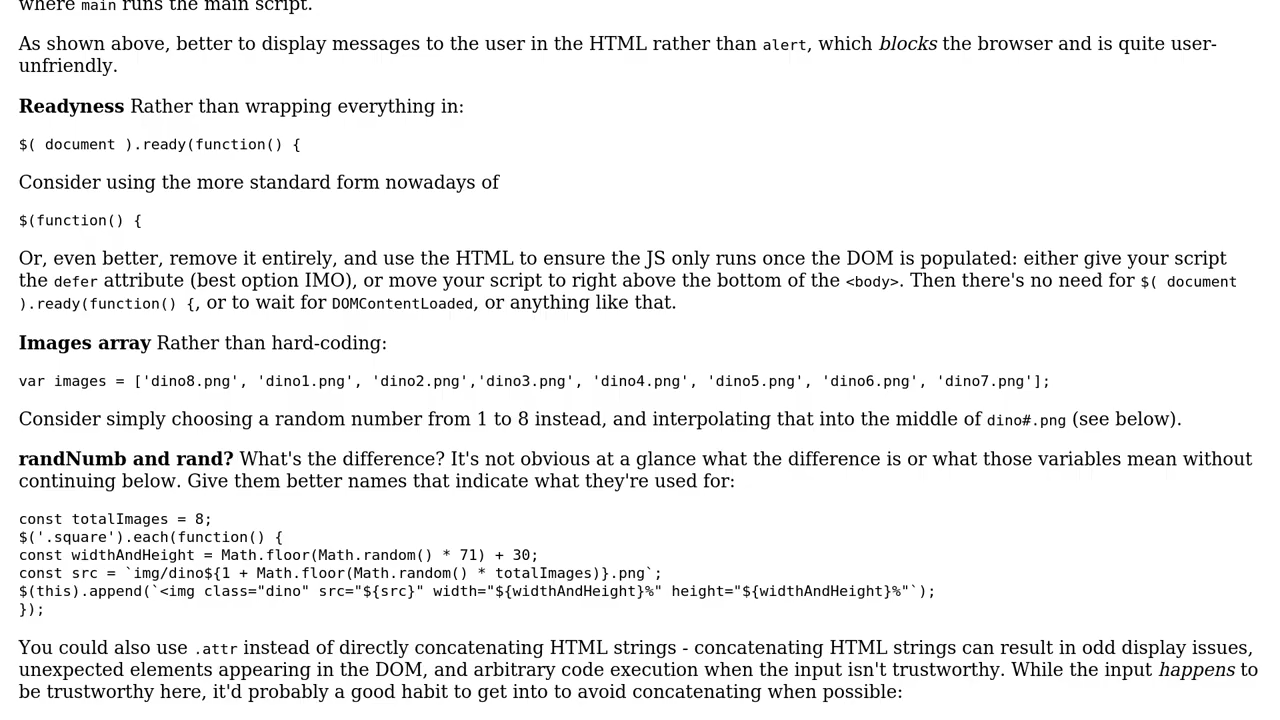 where main runs the main script.
As shown above, better to display messages to the user in the HTML rather than alert, which blocks the browser and is quite user-
unfriendly.
Readyness Rather than wrapping everything in:
$( document ).ready(function() {
Consider using the more standard form nowadays of
$(function() {
Or, even better, remove it entirely, and use the HTML to ensure the JS only runs once the DOM is populated: either give your script
the defer attribute (best option IMO), or move your script to right above the bottom of the <body>. Then there's no need for $( document
).ready(function() {, or to wait for DOMContentLoaded, or anything like that.
Images array Rather than hard-coding:
var images = ['dino8.png', 'dino1.png', 'dino2.png','dino3.png', 'dino4.png', 'dino5.png', 'dino6.png', 'dino7.png'];
Consider simply choosing a random number from 1 to 8 instead, and interpolating that into the middle of dino#.png (see below).
randNumb and rand? What's the difference? It's not obvious at a glance what the difference is or what those variables mean without
continuing below. Give them better names that indicate what they're used for:
const totalImages = 8;
$('.square').each(function() {
const widthAndHeight = Math.floor(Math.random() * 71) + 30;
const src = `img/dino${1 + Math.floor(Math.random() * totalImages)}.png`;
$(this).append(`<img class="dino" src="${src}" width="${widthAndHeight}%" height="${widthAndHeight}%"`);
});
You could also use .attr instead of directly concatenating HTML strings - concatenating HTML strings can result in odd display issues,
unexpected elements appearing in the DOM, and arbitrary code execution when the input isn't trustworthy. While the input happens to
be trustworthy here, it'd probably a good habit to get into to avoid concatenating when possible: